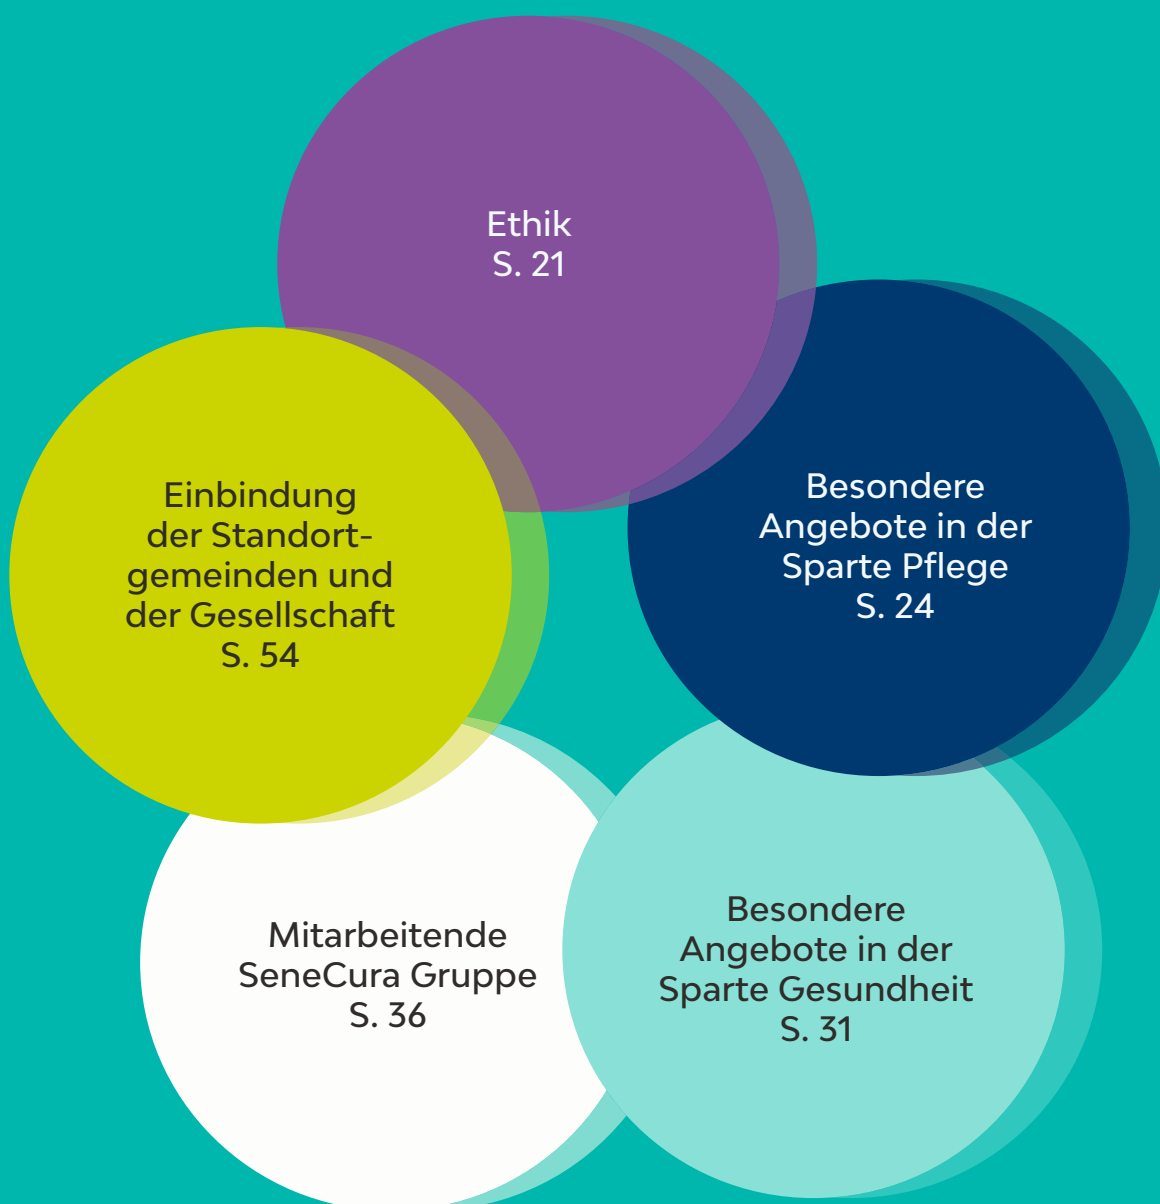 Ethik
S. 21
Besondere
Angebote in der
Sparte Pflege
S. 24
Einbindung
der Standort-
gemeinden und
der Gesellschaft
S. 54
Besondere
Angebote in der
Sparte Gesundheit
S. 31
Mitarbeitende
SeneCura Gruppe
S. 36